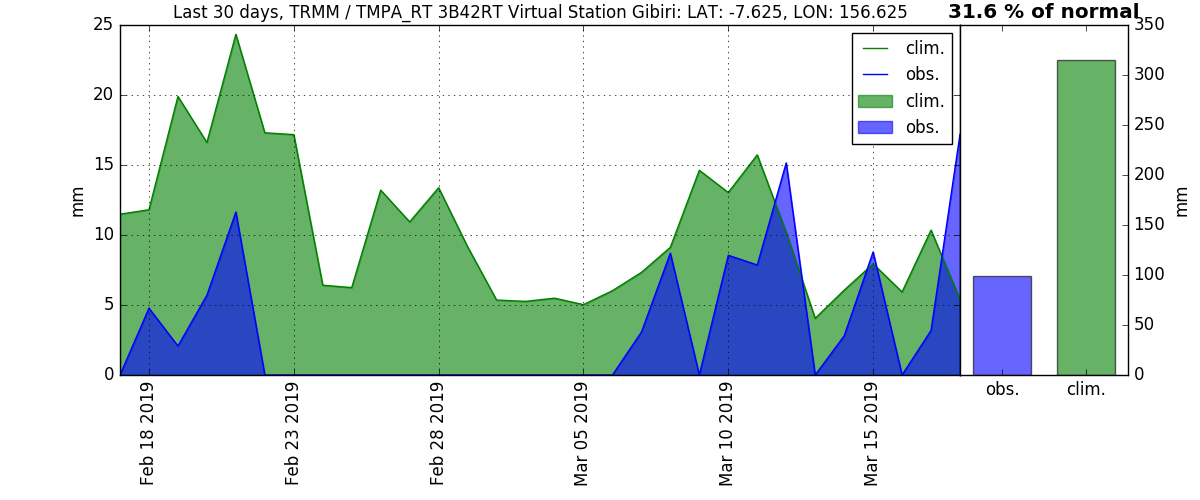 Last 30 days, TRMM / TMPA_RT 3B42RT Virtual Station Gibiri: LAT: -7.625, LON: 156.625
31.6 % of normal
25
20
15
10
5
0
mm
clim.
obs.
clim.
obs.
Feb 18 2019
Feb 23 2019
Feb 28 2019
Mar 05 2019
Mar 10 2019
Mar 15 2019
350
300
250
200
150
100
50
0
mm
obs.
clim.